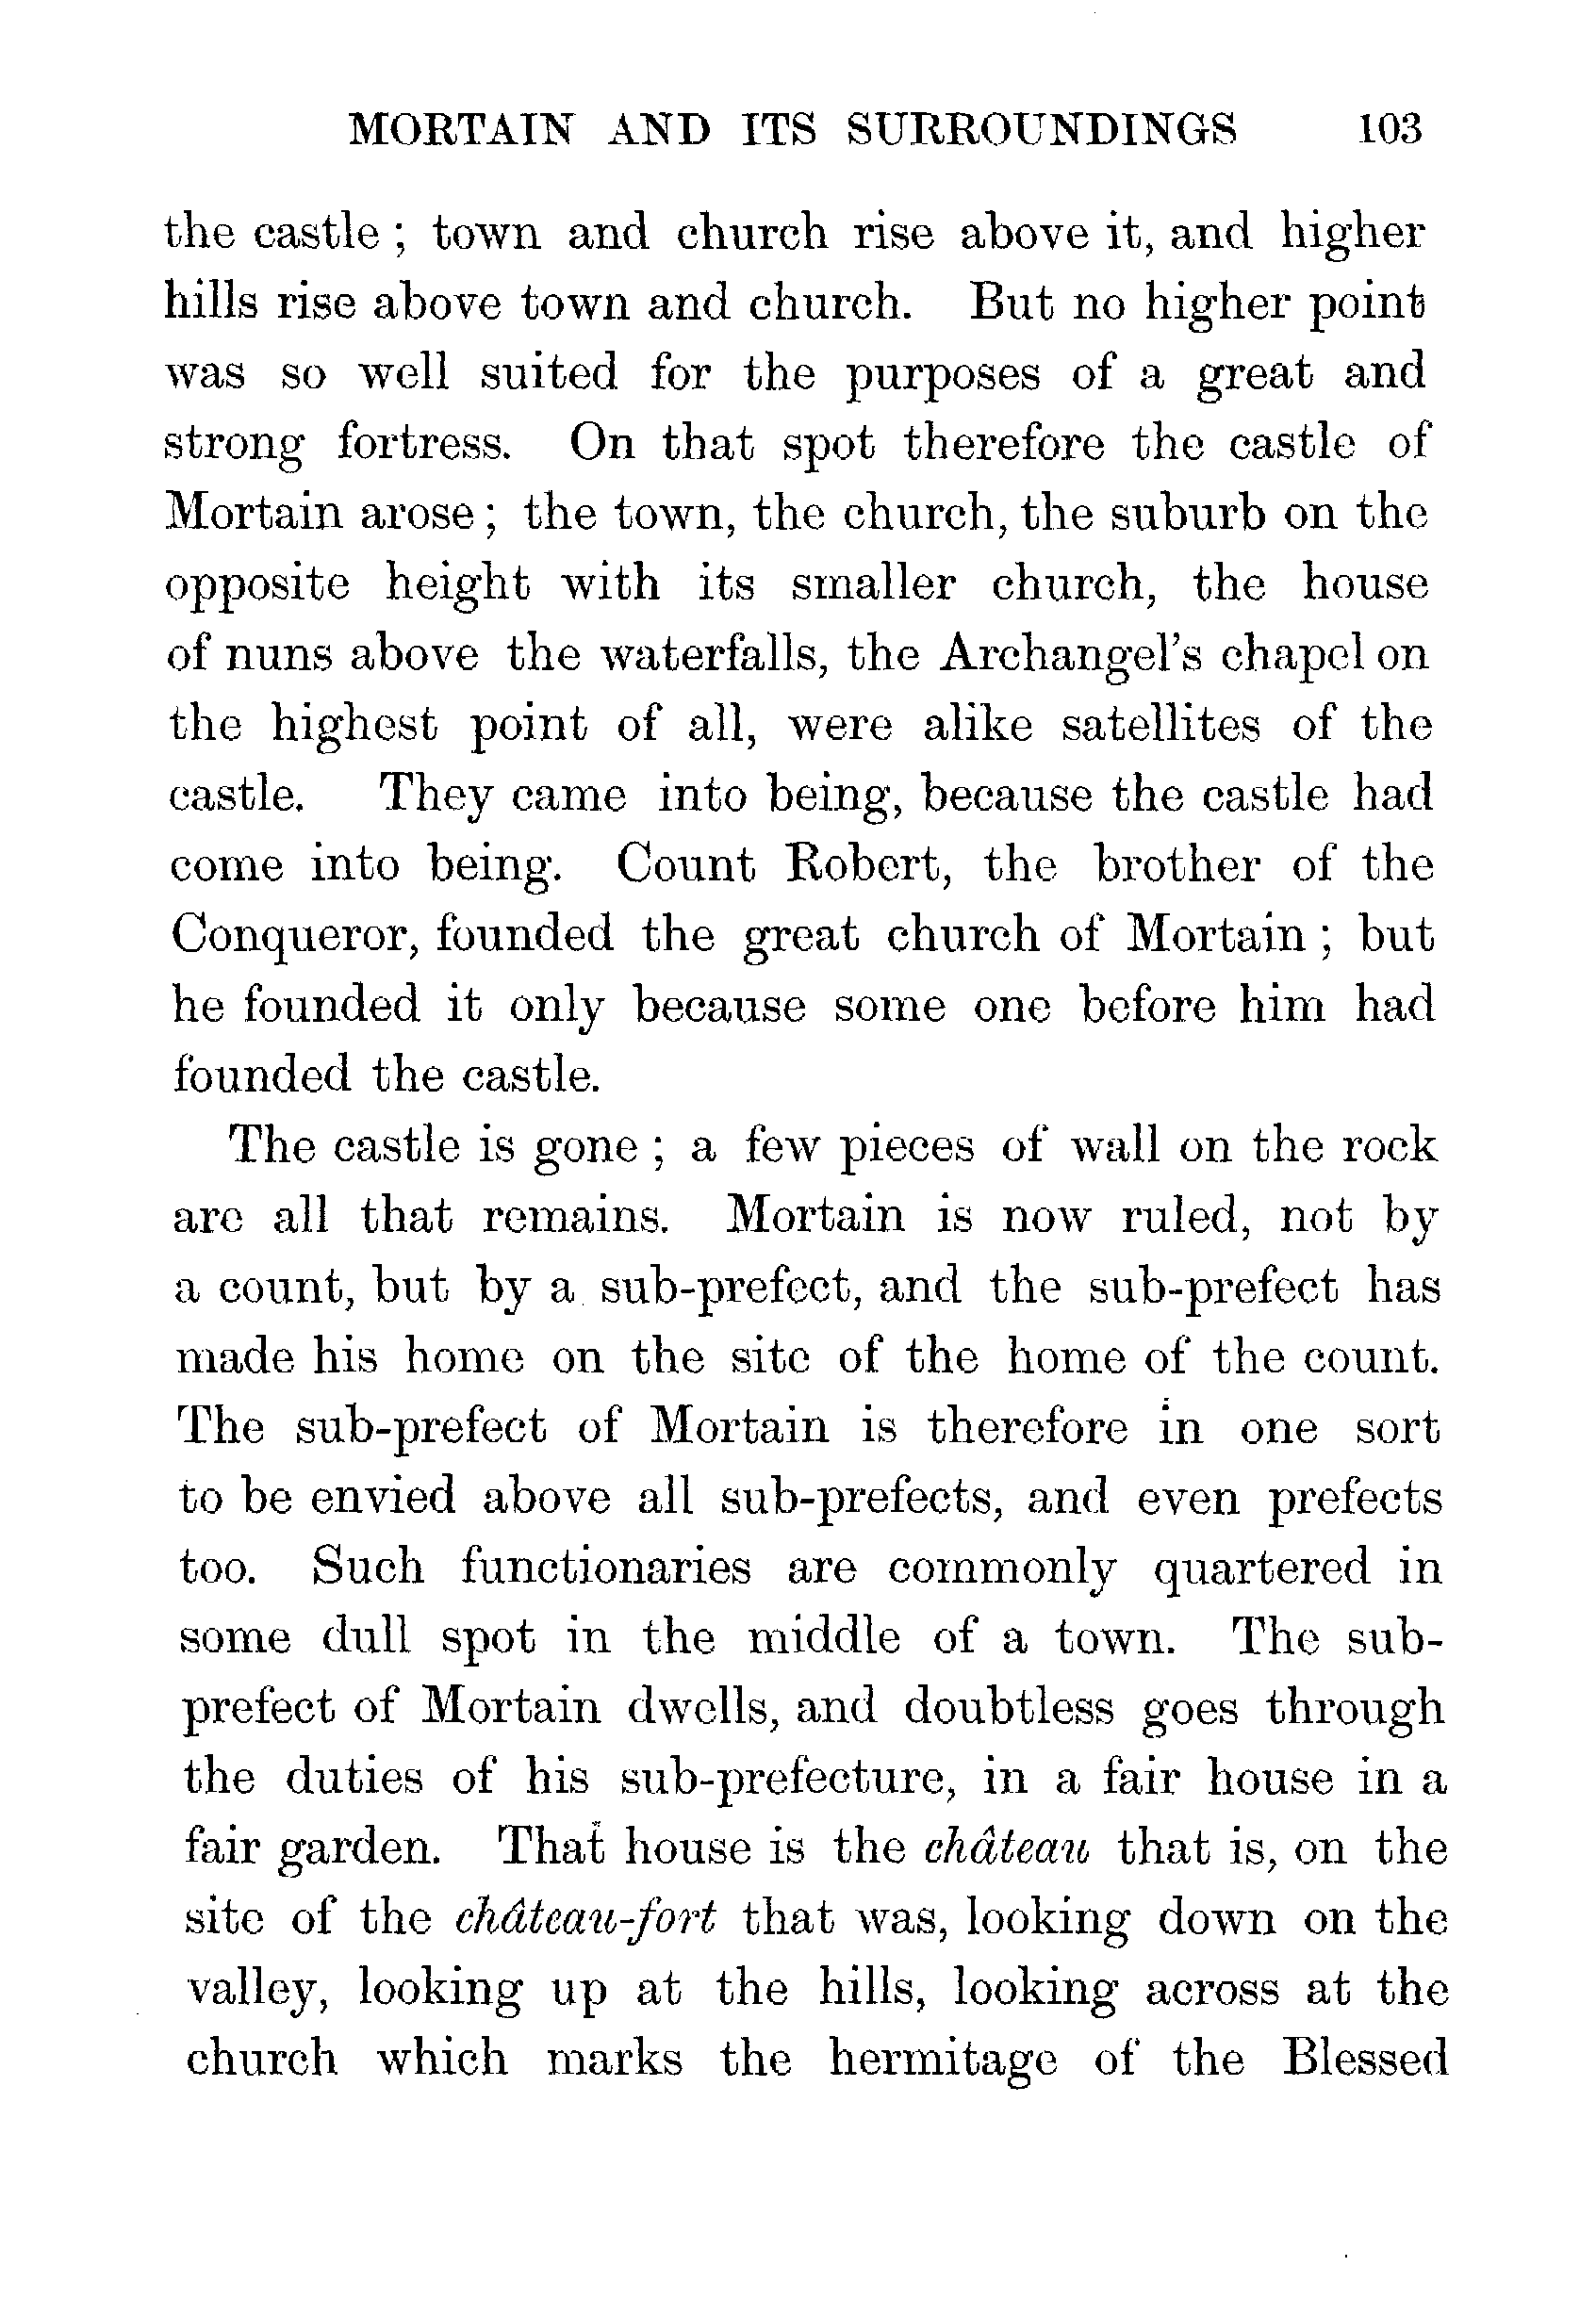 MORTAIN AND ITS SURROUNDINGS 103
the castle ; town and church rise above it, and higher
hills rise above town and church. But no higher point
was so well suited for the purposes of a great and
strong fortress. On that spot therefore the castle of
Mortain arose ; the town, the church, the suburb on the
opposite height with its smaller church, the house
of nuns above the waterfalls, the Archangel's chapel on
the highest point of all, were alike satellites of the
castle. They came into being, because the castle had
come into being. Count Robert, the brother of the
Conqueror, founded the great church of Mortain ; but
he founded it only because some one before him had
founded the castle.
The castle is gone ; a few pieces of wall on the rock
are all that remains. Mortain is now ruled, not by
a count, but by a sub-prefect, and the sub-prefect has
made his home on the site of the home of the count.
The sub-prefect of Mortain is therefore in one sort
to be envied above all sub-prefects, and even prefects
too. Such functionaries are commonly quartered in
some dull spot in the middle of a town. The sub-
prefect of Mortain dwells, and doubtless goes through
the duties of his sub-prefecture, in a fair house in a
fair garden. That house is the château that is, on the
site of the château-fort that was, looking down on the
valley, looking up at the hills, looking across at the
church which marks the hermitage of the Blessed